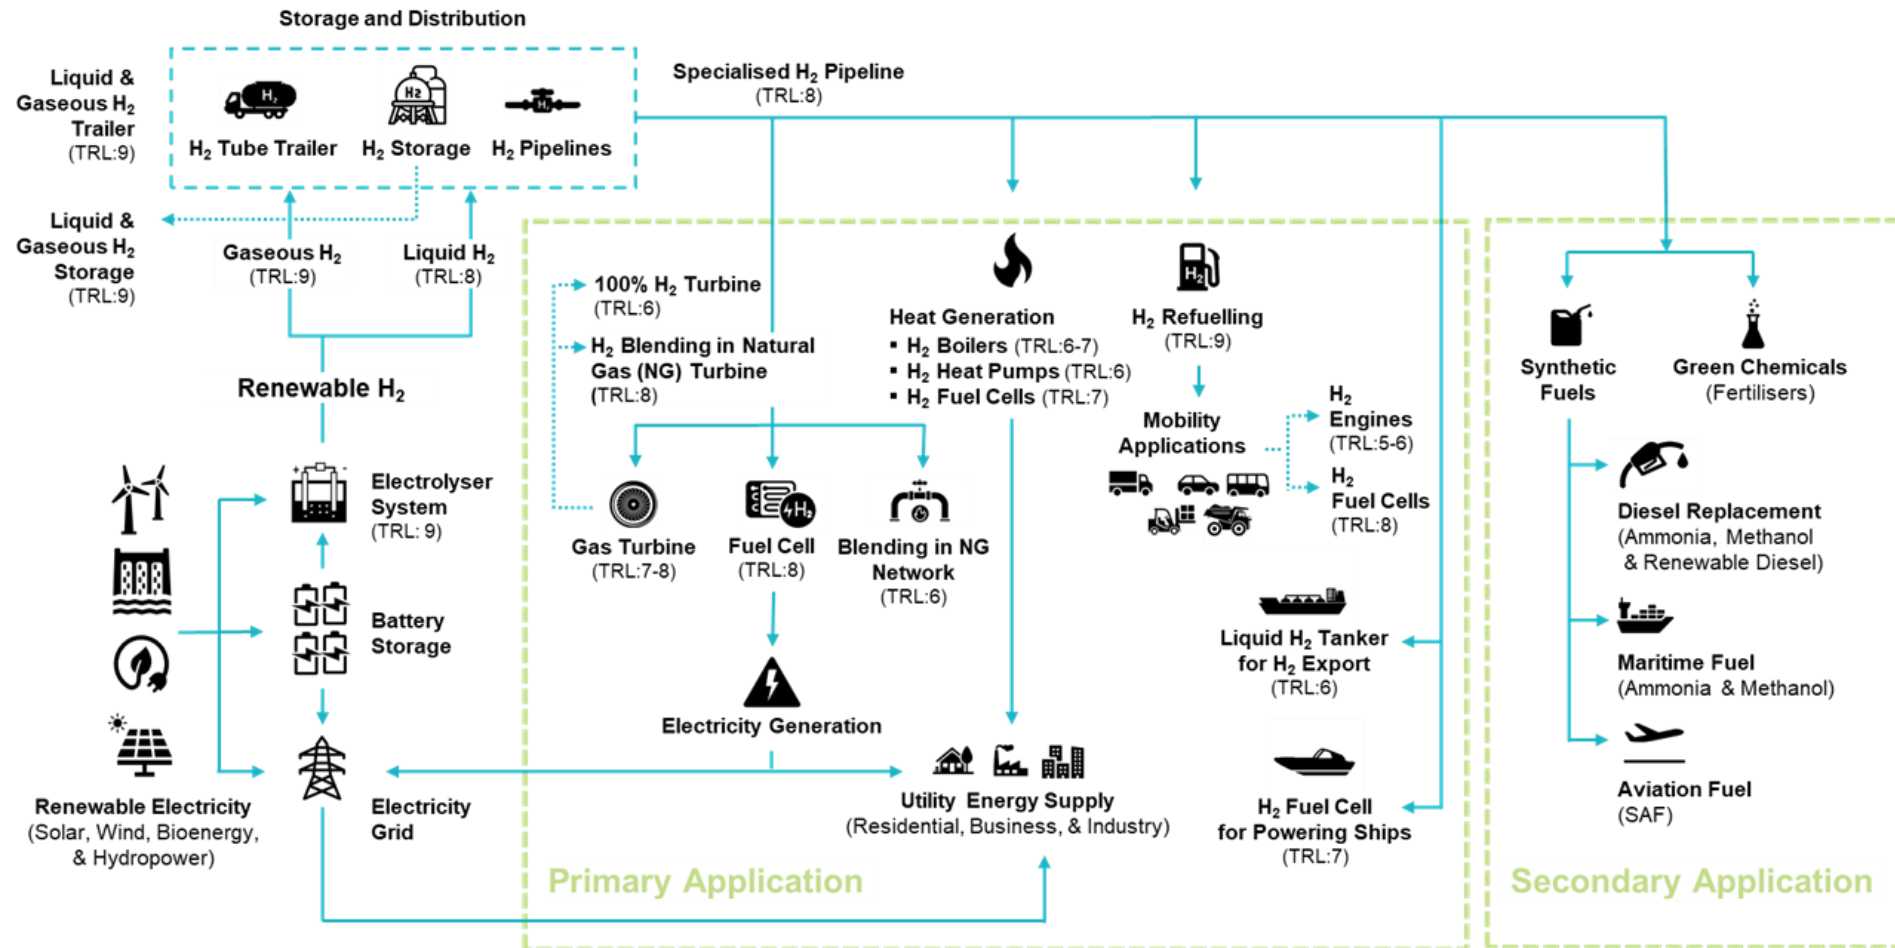 Storage and Distribution
Liquid &
Gaseous H₂
Trailer
(TRL:9)
H₂
H₂
H₂
H₂ Tube Trailer
H₂ Storage
H₂ Pipelines
Specialised H₂ Pipeline
(TRL:8)
Liquid &
Gaseous H₂
Storage
(TRL:9)
Gaseous H₂
(TRL:9)
Liquid H₂
(TRL:8)
Renewable H₂
Electrolyser
System
(TRL: 9)
Battery
Storage
Renewable Electricity
(Solar, Wind, Bioenergy,
& Hydropower)
Electricity
Grid
100% H₂ Turbine
(TRL:6)
H₂ Blending in Natural
Gas (NG) Turbine
(TRL:8)
Gas Turbine
(TRL:7-8)
H₂
Fuel Cell
(TRL:8)
Blending in NG
Network
(TRL:6)
Electricity Generation
Heat Generation
▪ H₂ Boilers (TRL:6-7)
▪ H₂ Heat Pumps (TRL:6)
▪ H₂ Fuel Cells (TRL:7)
Utility Energy Supply
(Residential, Business, & Industry)
H₂
H₂ Refuelling
(TRL:9)
Mobility
Applications
H₂
Engines
(TRL:5-6)
H₂
Fuel Cells
(TRL:8)
Liquid H₂ Tanker
for H₂ Export
(TRL:6)
H₂ Fuel Cell
for Powering Ships
(TRL:7)
Primary Application
Synthetic
Fuels
Green Chemicals
(Fertilisers)
Diesel Replacement
(Ammonia, Methanol
& Renewable Diesel)
Maritime Fuel
(Ammonia & Methanol)
Aviation Fuel
(SAF)
Secondary Application